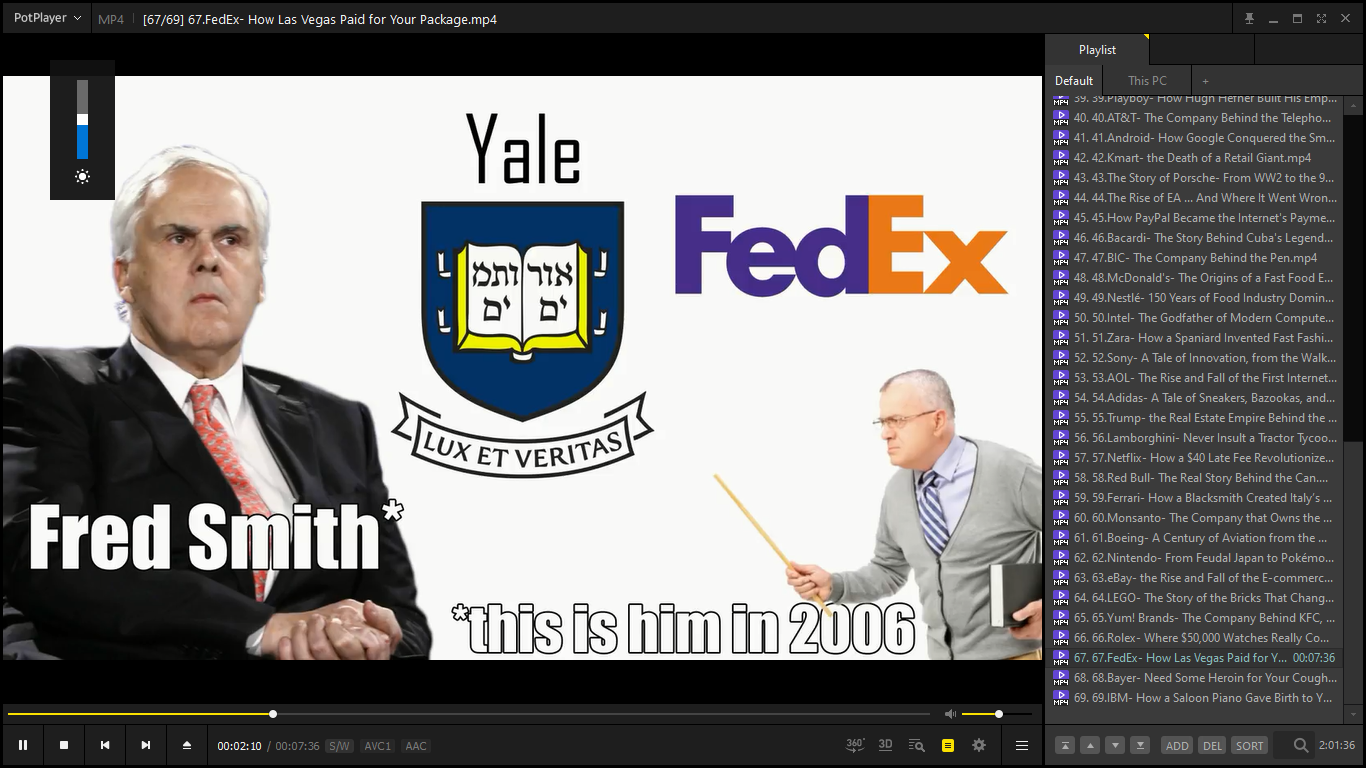 PotPlayer
MP4
[67/69] 67.FedEx- How Las Vegas Paid for Your Package.mp4
Yale
FedEx
אור ותמ
ים ים
LUX ET VERITAS
Fred Smith*
*this is him in 2006
00:02:10 / 00:07:36 S/W AVC1 AAC
360°
3D
Playlist
Default
This PC
+
39. 39.Playboy- How Hugh Hefner Built His Emp...
40. 40.AT&T- The Company Behind the Telepho...
41. 41.Android- How Google Conquered the Sm...
42. 42.Kmart- the Death of a Retail Giant.mp4
43. 43.The Story of Porsche- From WW2 to the 9...
44. 44.The Rise of EA ... And Where It Went Wron...
45. 45.How PayPal Became the Internet's Payme...
46. 46.Bacardi- The Story Behind Cuba's Legend...
47. 47.BIC- The Company Behind the Pen.mp4
48. 48.McDonald's- The Origins of a Fast Food E...
49. 49.Nestlé- 150 Years of Food Industry Domin...
50. 50.Intel- The Godfather of Modern Compute...
51. 51.Zara- How a Spaniard Invented Fast Fashi...
52. 52.Sony- A Tale of Innovation, from the Walk...
53. 53.AOL- The Rise and Fall of the First Internet...
54. 54.Adidas- A Tale of Sneakers, Bazookas, and...
55. 55.Trump- the Real Estate Empire Behind the ...
56. 56.Lamborghini- Never Insult a Tractor Tycoo...
57. 57.Netflix- How a $40 Late Fee Revolutionize...
58. 58.Red Bull- The Real Story Behind the Can....
59. 59.Ferrari- How a Blacksmith Created Italy's ...
60. 60.Monsanto- The Company that Owns the ...
61. 61.Boeing- A Century of Aviation from the ...
62. 62.Nintendo- From Feudal Japan to Pokémo...
63. 63.eBay- the Rise and Fall of the E-commerc...
64. 64.LEGO- The Story of the Bricks That Chang...
65. 65.Yum! Brands- The Company Behind KFC, ...
66. 66.Rolex- Where $50,000 Watches Really Co...
67. 67.FedEx- How Las Vegas Paid for Y... 00:07:36
68. 68.Bayer- Need Some Heroin for Your Cough...
69. 69.IBM- How a Saloon Piano Gave Birth to Y...
ADD DEL SORT 2:01:36